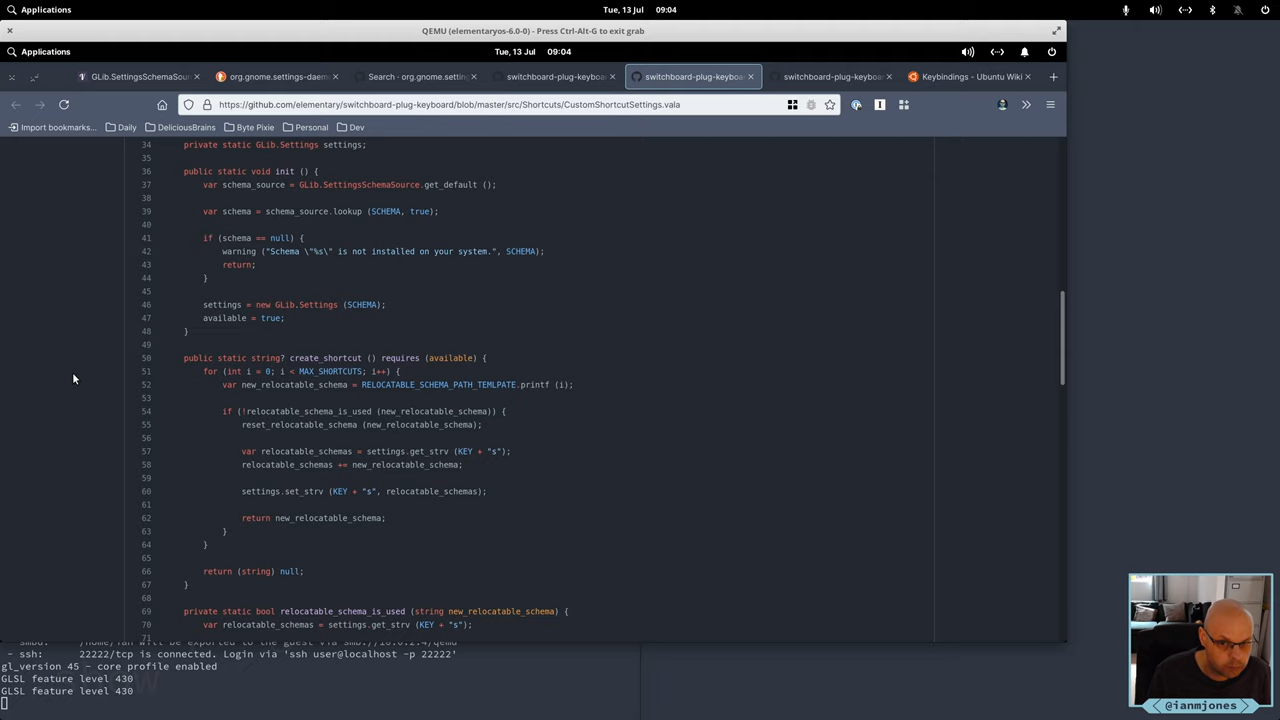 Applications
Tue, 13 Jul 09:04
QEMU (elementaryos-6.0-0) - Press Ctrl-Alt-G to exit grab
Applications
Tue, 13 Jul 09:04
GLib.SettingsSchemaSour
org.gnome.settings-daem
Search · org.gnome.setting
switchboard-plug-keyboa
switchboard-plug-keyboa
switchboard-plug-keyboa
Keybindings - Ubuntu Wiki
https://github.com/elementary/switchboard-plug-keyboard/blob/master/src/Shortcuts/CustomShortcutSettings.vala
Import bookmarks...
Daily
DeliciousBrains
Byte Pixie
Personal
Dev
34 private static GLib.Settings settings;
35
36 public static void init () {
37 var schema_source = GLib.SettingsSchemaSource.get_default ();
38
39 var schema = schema_source.lookup (SCHEMA, true);
40
41 if (schema == null) {
42 warning ("Schema \"%s\" is not installed on your system.", SCHEMA);
43 return;
44 }
45
46 settings = new GLib.Settings (SCHEMA);
47 available = true;
48 }
49
50 public static string? create_shortcut () requires (available) {
51 for (int i = 0; i < MAX_SHORTCUTS; i++) {
52 var new_relocatable_schema = RELOCATABLE_SCHEMA_PATH_TEMLPATE.printf (i);
53
54 if (!relocatable_schema_is_used (new_relocatable_schema)) {
55 reset_relocatable_schema (new_relocatable_schema);
56
57 var relocatable_schemas = settings.get_strv (KEY + "s");
58 relocatable_schemas += new_relocatable_schema;
59
60 settings.set_strv (KEY + "s", relocatable_schemas);
61
62 return new_relocatable_schema;
63 }
64 }
65
66 return (string) null;
67 }
68
69 private static bool relocatable_schema_is_used (string new_relocatable_schema) {
70 var relocatable_schemas = settings.get_strv (KEY + "s");
71
- ssh: 22222/tcp is connected. Login via 'ssh user@localhost -p 22222'
gl_version 45 - core profile enabled
GLSL feature level 430
GLSL feature level 430
@ianmjones